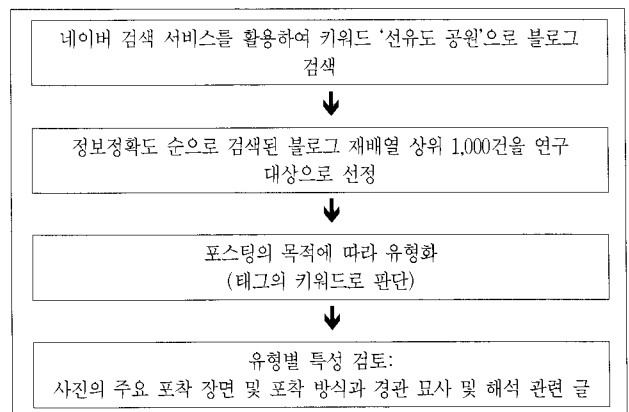 네이버 검색 서비스를 활용하여 키워드 '선유도 공원'으로 블로그
검색
정보정확도 순으로 검색된 블로그 재배열 상위 1,000건을 연구
대상으로 선정
포스팅의 목적에 따라 유형화
(태그의 키워드로 판단)
유형별 특성 검토:
사진의 주요 포착 장면 및 포착 방식과 경관 묘사 및 해석 관련 글